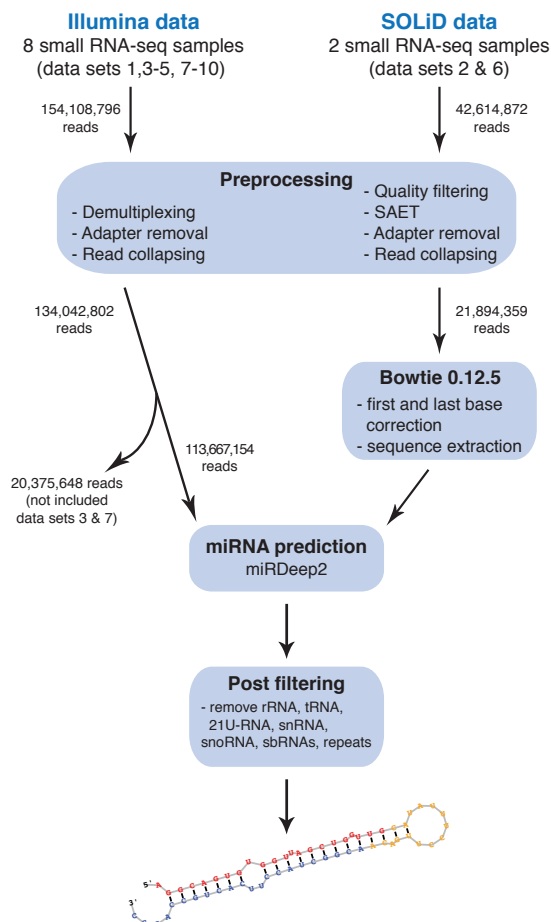 Illumina data
8 small RNA-seq samples
(data sets 1,3-5, 7-10)
SOLiD data
2 small RNA-seq samples
(data sets 2 & 6)
154,108,796
reads
42,614,872
reads
Preprocessing
- Demultiplexing
- Adapter removal
- Read collapsing
- Quality filtering
- SAET
- Adapter removal
- Read collapsing
134,042,802
reads
21,894,359
reads
Bowtie 0.12.5
- first and last base
correction
- sequence extraction
113,667,154
reads
20,375,648 reads
(not included
data sets 3 & 7)
miRNA prediction
miRDeep2
Post filtering
- remove rRNA, tRNA,
21U-RNA, snRNA,
snoRNA, sbRNAs, repeats
5'
3'